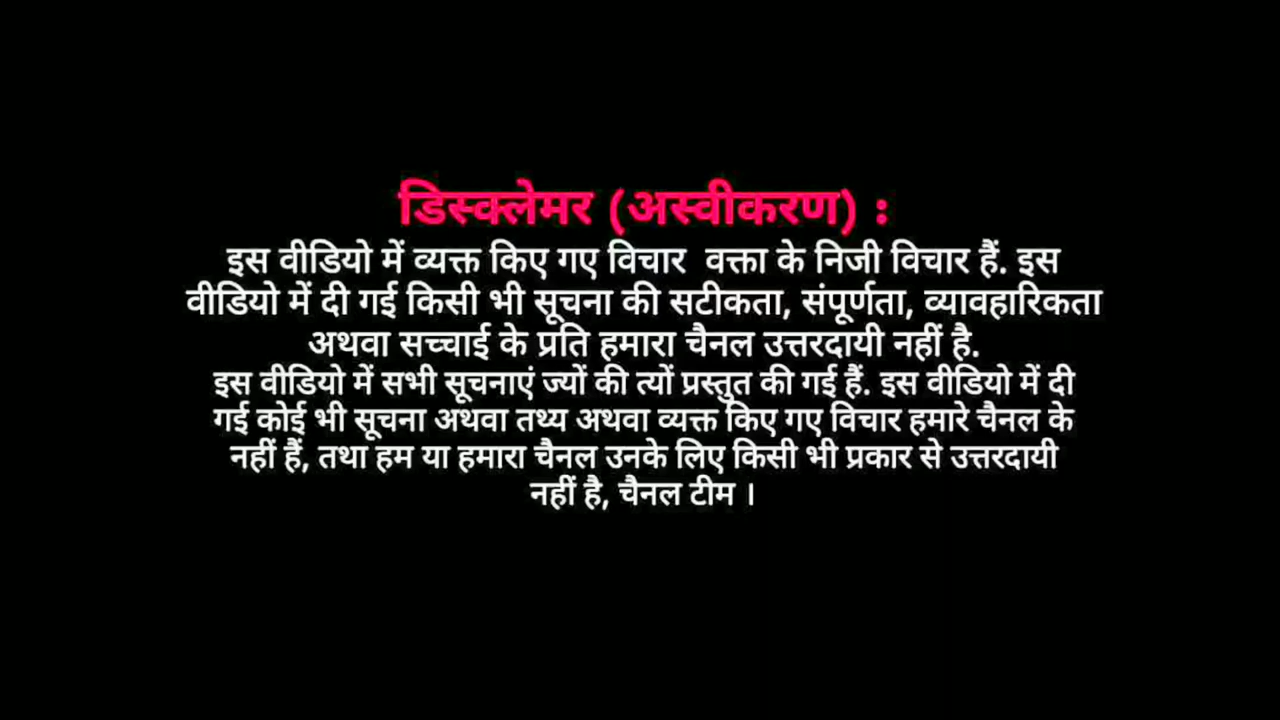 डिस्क्लेमर (अस्वीकरण) :
इस वीडियो में व्यक्त किए गए विचार वक्ता के निजी विचार हैं. इस
वीडियो में दी गई किसी भी सूचना की सटीकता, संपूर्णता, व्यावहारिकता
अथवा सच्चाई के प्रति हमारा चैनल उत्तरदायी नहीं है.
इस वीडियो में सभी सूचनाएं ज्यों की त्यों प्रस्तुत की गई हैं. इस वीडियो में दी
गई कोई भी सूचना अथवा तथ्य अथवा व्यक्त किए गए विचार हमारे चैनल के
नहीं हैं, तथा हम या हमारा चैनल उनके लिए किसी भी प्रकार से उत्तरदायी
नहीं है, चैनल टीम ।